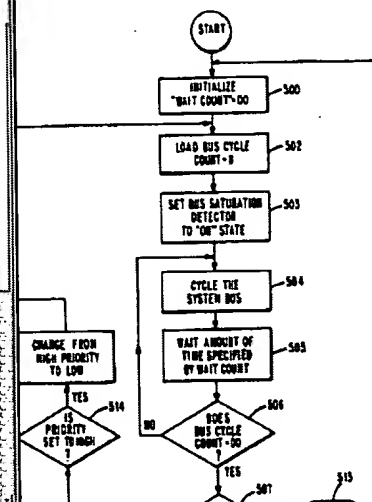 START
INITIALIZE
"WAIT COUNT"=00
500
LOAD BUS CYCLE
COUNT=8
502
SET BUS SATURATION
DETECTOR
TO "ON" STATE
503
CYCLE THE
SYSTEM BUS
504
WAIT AMOUNT OF
TIME SPECIFIED
BY WAIT COUNT
505
DOES
BUS CYCLE
COUNT=00
?
506
NO
YES
507
CHANGE FROM
HIGH PRIORITY
TO LOW
YES
514
IS
PRIORITY
SET TO HIGH
?
515